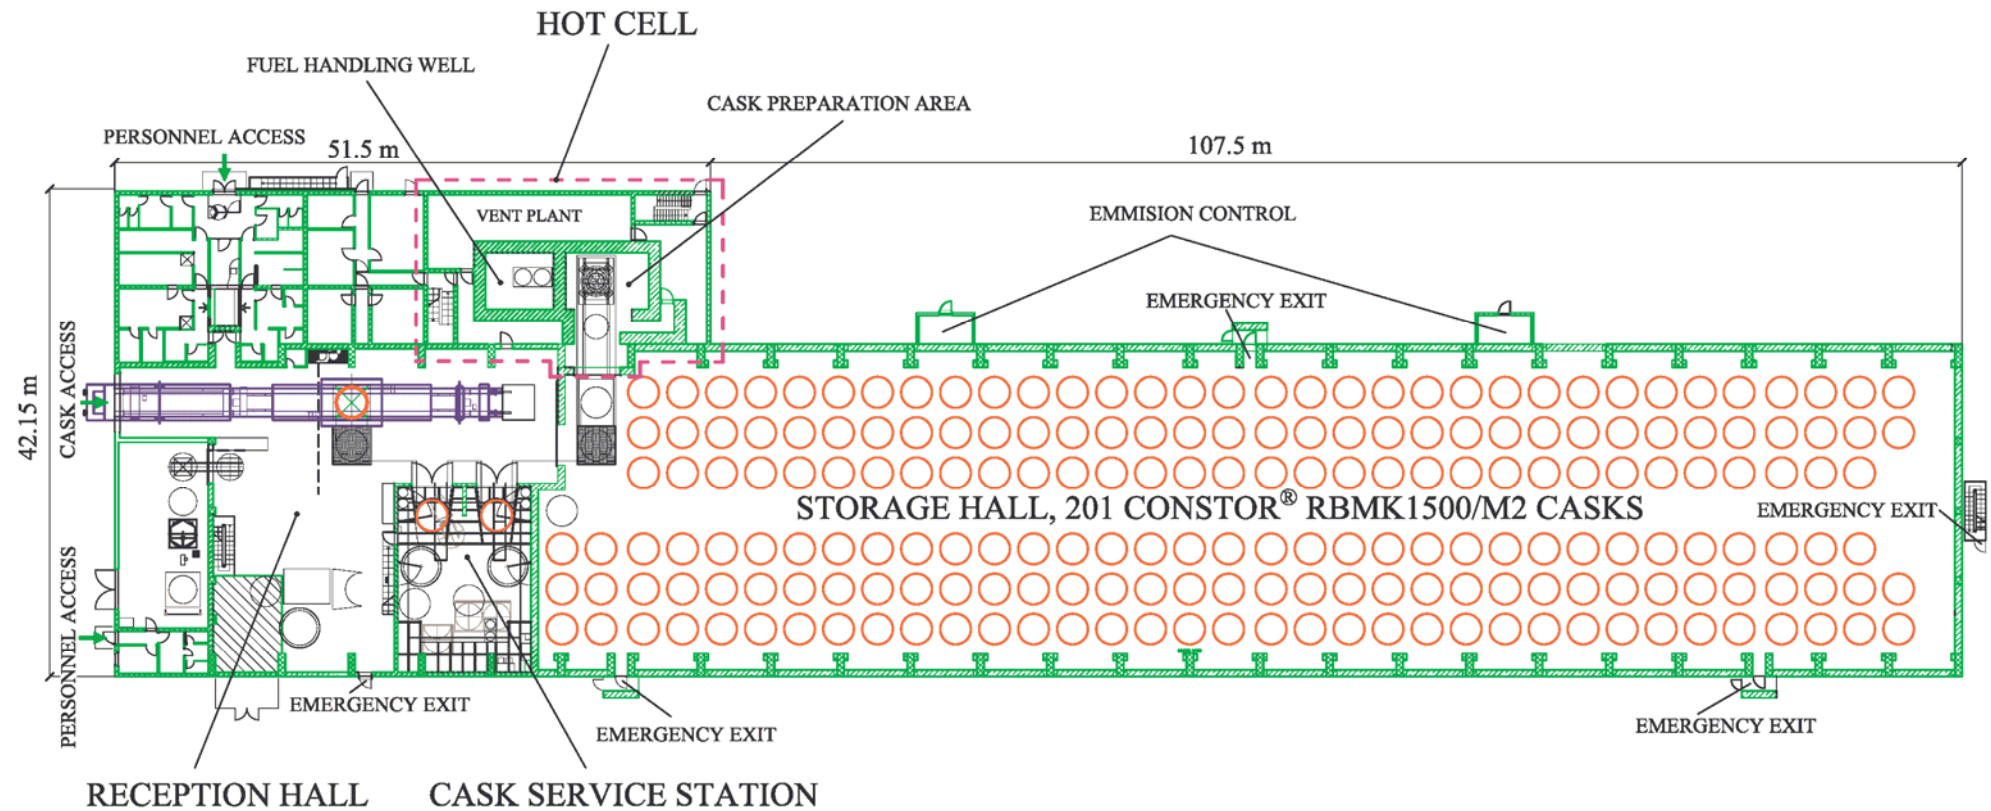 HOT CELL
FUEL HANDLING WELL
CASK PREPARATION AREA
PERSONNEL ACCESS
51.5 m
107.5 m
VENT PLANT
EMMISION CONTROL
EMERGENCY EXIT
CASK ACCESS
42.15 m
STORAGE HALL, 201 CONSTOR® RBMK1500/M2 CASKS
EMERGENCY EXIT
PERSONNEL ACCESS
EMERGENCY EXIT
EMERGENCY EXIT
EMERGENCY EXIT
RECEPTION HALL
CASK SERVICE STATION